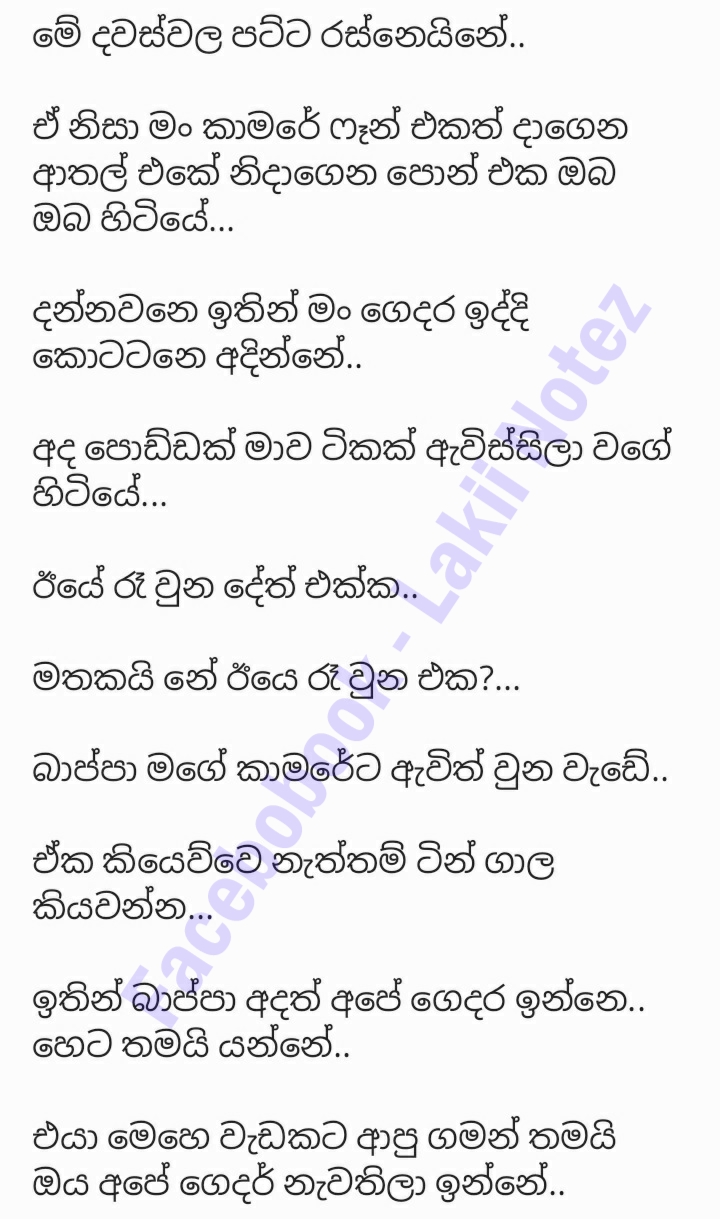 මේ දවස්වල පට්ට රස්නෙයිනේ..
ඒ නිසා මං කාමරේ ෆෑන් එකත් දාගෙන
ආතල් එකේ නිදාගෙන පොන් එක ඔබ
ඔබ හිටියේ...
දන්නවනෙ ඉතින් මං ගෙදර ඉද්දි
කොටටනෙ අදින්නේ..
අද පොඩ්ඩක් මාව ටිකක් ඇවිස්සිලා වගේ
හිටියේ...
ඊයේ රෑ වුන දේත් එක්ක..
මතකයි නේ ඊයෙ රෑ වුන එක?...
බාප්පා මගේ කාමරේට ඇවිත් වුන වැඩේ..
ඒක කියෙව්වෙ නැත්තම් ටින් ගාල
කියවන්න...
ඉතින් බාප්පා අදත් අපේ ගෙදර ඉන්නෙ..
හෙට තමයි යන්නේ..
එයා මෙහෙ වැඩකට ආපු ගමන් තමයි
ඔය අපේ ගෙදර් නැවතිලා ඉන්නේ..
Facebobook - Lakii Notez